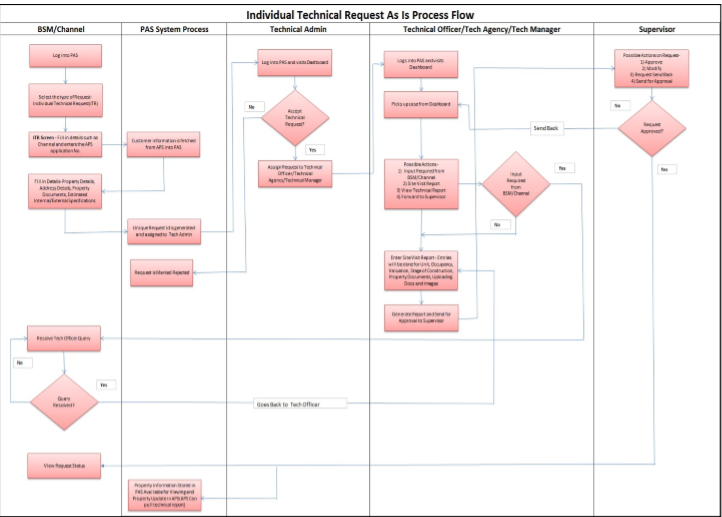 Individual Technical Request As Is Process Flow
BSM/Channel
PAS System Process
Technical Admin
Technical Officer/Tech Agency/Tech Manager
Supervisor
Log into PAS
Select the type of Request-
Individual Technical Request(ITR)
ITR Screen - Fill in details such as
Channel and enters the APS
application No.
Fill in Details-Property Details,
Address Details, Property
Documents, Estimated
Internal/External Specifications
Resolve Tech Officer Query
No
Yes
Query
Resolved?
View Request Status
Customer information is fetched
from APS into PAS
Unique Request id is generated
and assigned to Tech Admin
Request is Marked Rejected
Property Information Stored in
PAS Available for Viewing and
Property Update in APS(APS Can
pull technical report)
Log into PAS and visits Dashboard
No
Accept
Technical
Request?
Yes
Assign Request to Technical
Officer/Technical
Agency/Technical Manager
Goes Back to Tech Officer
Logs into PAS and visits
Dashboard
Picks up case from Dashboard
Send Back
Possible Actions -
1) Input Required from
BSM/Channel
2) Site Visit Report
3) View Technical Report
4) Forward to Supervisor
Input
Required
from
BSM/Channel
Yes
No
Enter Site Visit Report - Entries
will be done for Unit, Occupancy,
Valuation, Stage of Construction,
Property Documents, Uploading
Docs and Images
Generate Report and Send for
Approval to Supervisor
Possible Actions on Request-
1) Approve
2) Modify
3) Request Send Back
4) Send for Approval
No
Request
Approved?
Yes